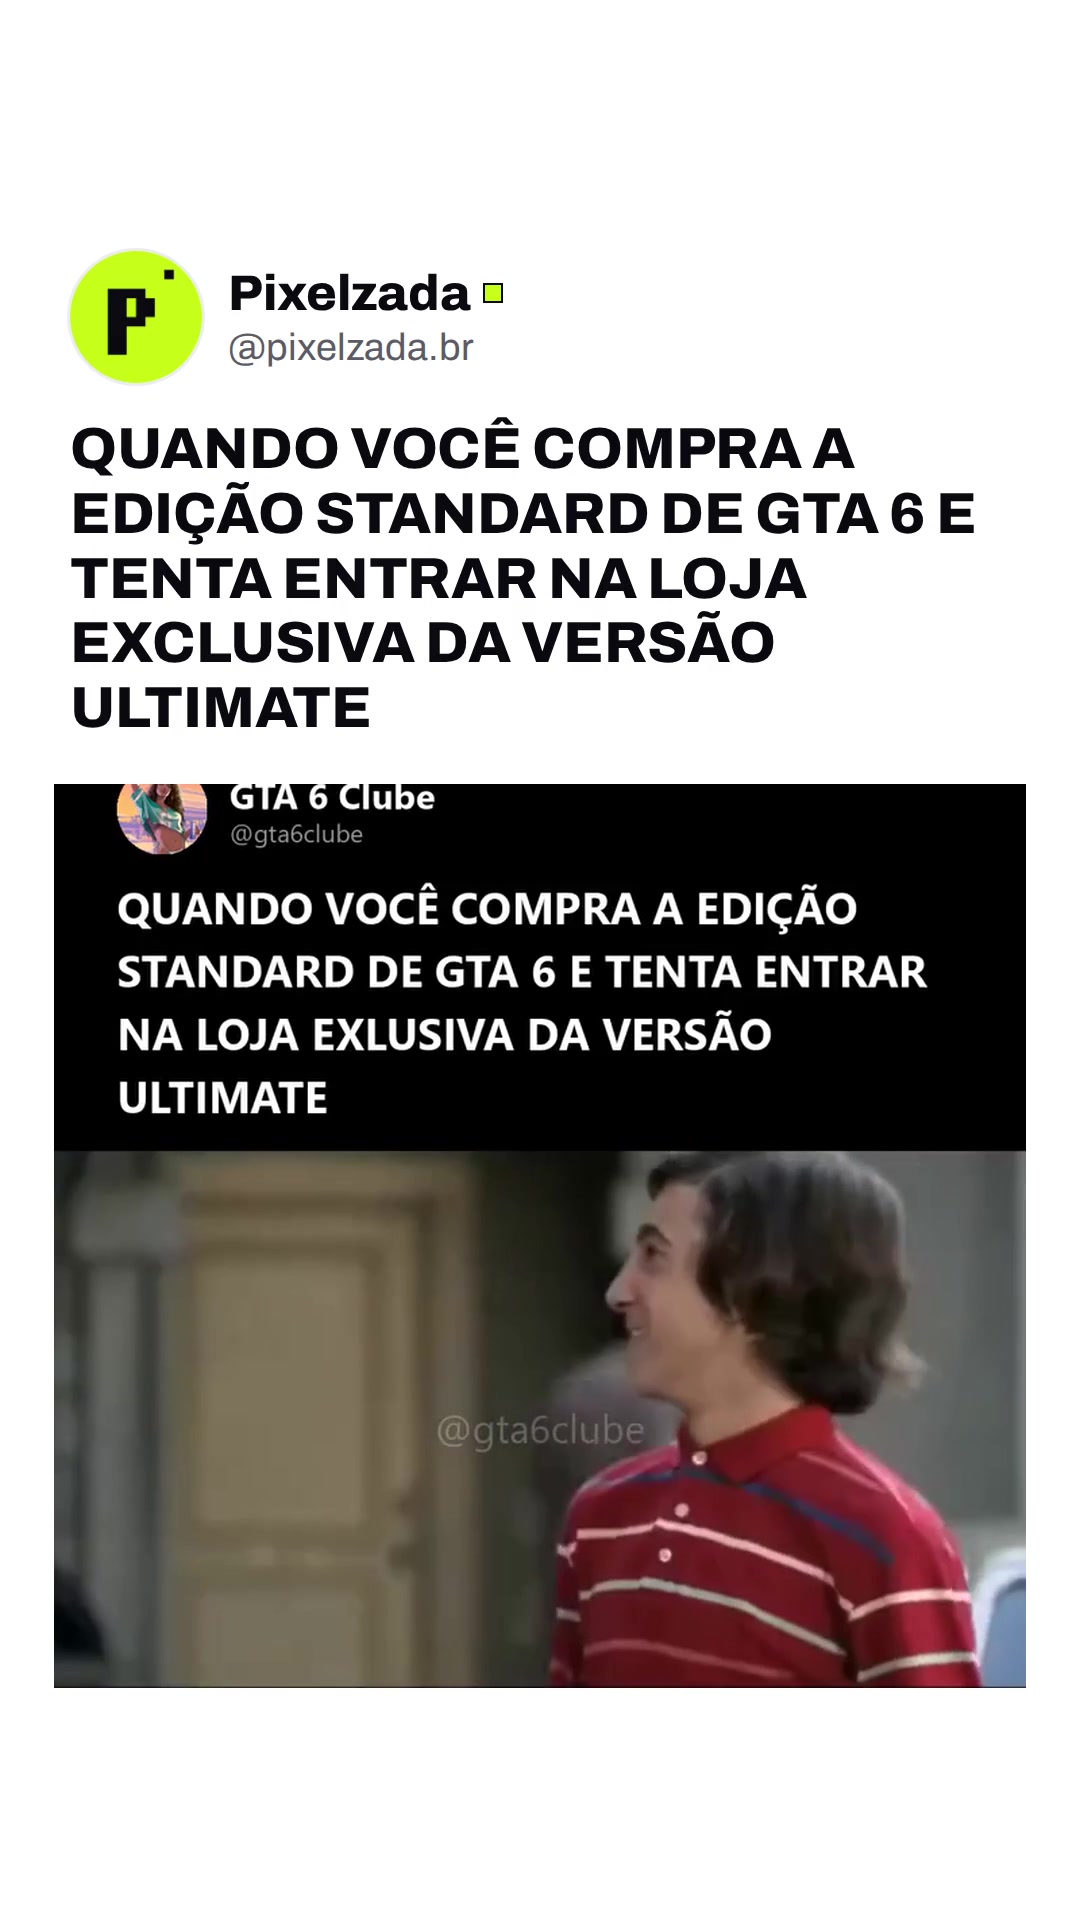 Pixelzada
@pixelzada.br
QUANDO VOCÊ COMPRA A
EDIÇÃO STANDARD DE GTA 6 E
TENTA ENTRAR NA LOJA
EXCLUSIVA DA VERSÃO
ULTIMATE
GTA 6 Clube
@gta6clube
QUANDO VOCÊ COMPRA A EDIÇÃO
STANDARD DE GTA 6 E TENTA ENTRAR
NA LOJA EXLUSIVA DA VERSÃO
ULTIMATE
@gta6clube